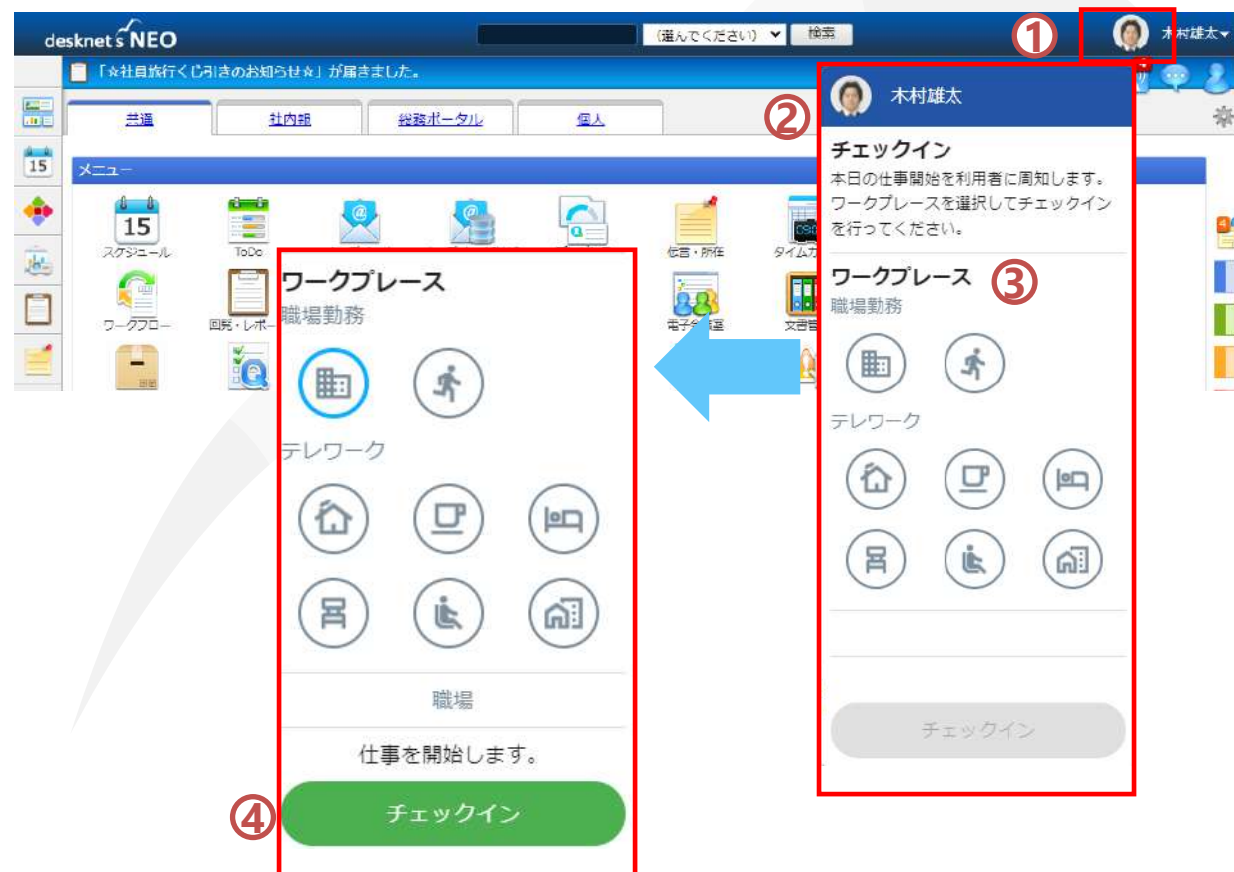 desknet's NEO
(選んでください)
検索
①
木村雄太
「☆社員旅行くじ引きのお知らせ☆」が届きました。
共通
社内報
総務ポータル
個人
メニュー
15
15
スケジュール
ToDo
伝言・所在
タイムカ
ワークフロー
回覧・レポー
②
木村雄太
チェックイン
本日の仕事開始を利用者に周知します。
ワークプレースを選択してチェックイン
を行ってください。
ワークプレース
③
職場勤務
テレワーク
チェックイン
ワークプレース
職場勤務
テレワーク
職場
仕事を開始します。
④
チェックイン